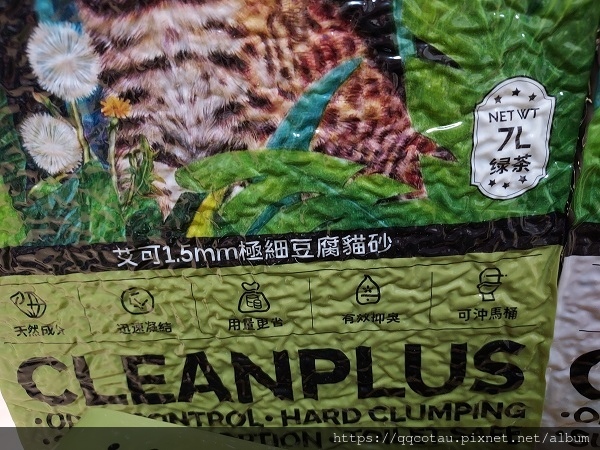 NET WT
7L
绿茶
艾可1.5mm極細豆腐貓砂
天然成分
迅速凝結
用量更省
有效抑臭
可沖馬桶
CLEANPLUS
CONTROL · HARD CLUMPING
https://qqcotau.pixnet.net/album